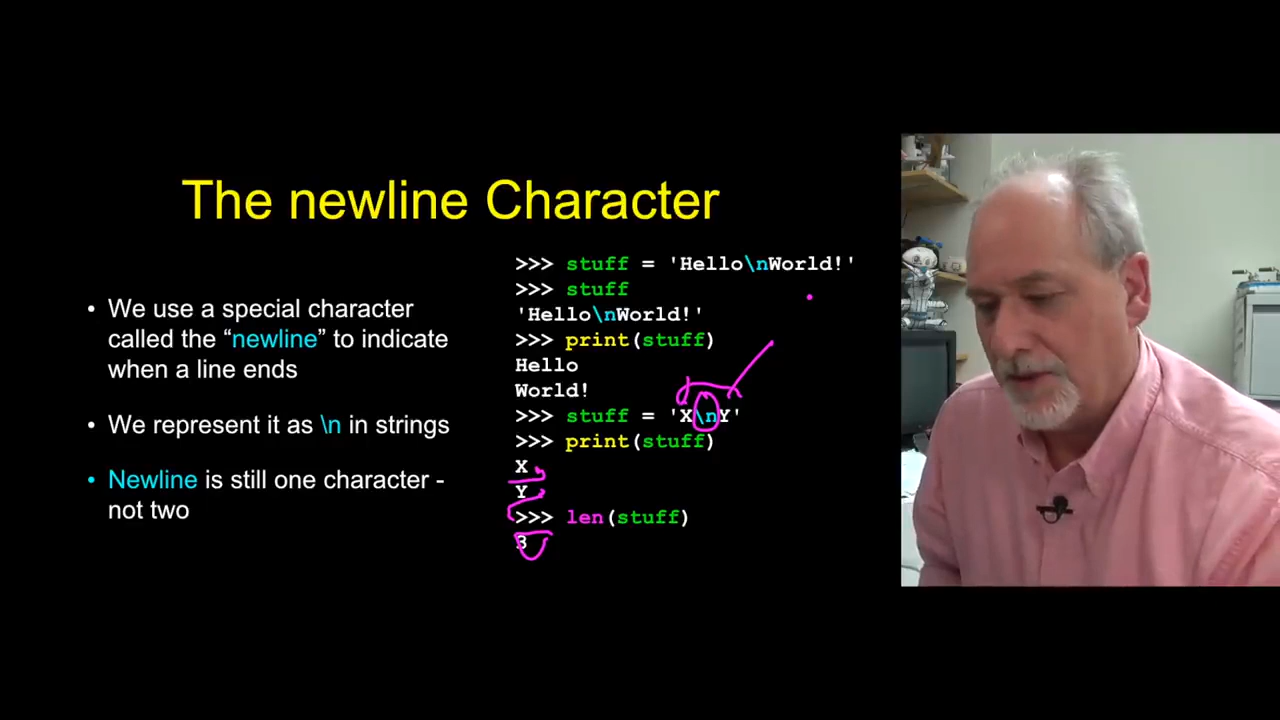 The newline Character
• We use a special character
called the “newline” to indicate
when a line ends
• We represent it as \n in strings
• Newline is still one character -
not two
>>> stuff = 'Hello\nWorld!'
>>> stuff
'Hello\nWorld!'
>>> print(stuff)
Hello
World!
>>> stuff = 'X\nY'
>>> print(stuff)
X
Y
>>> len(stuff)
3